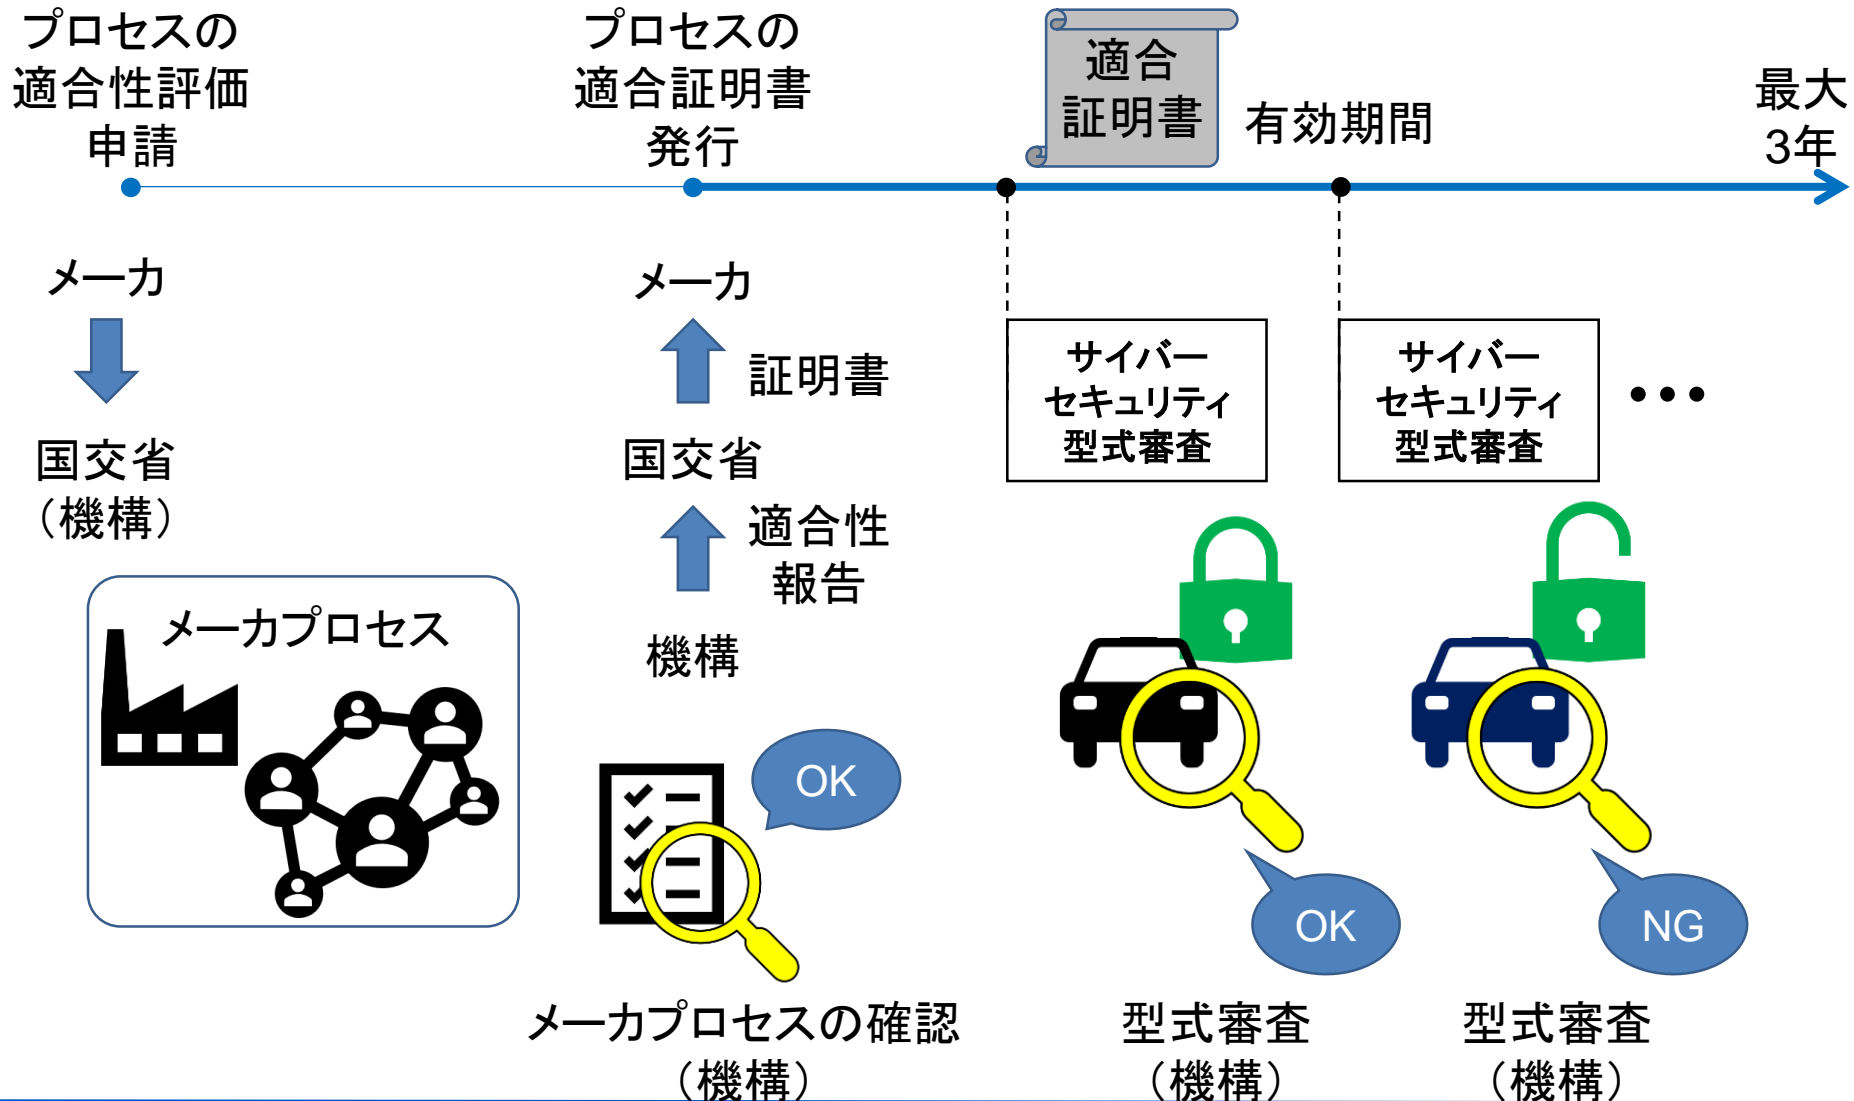 プロセスの
適合性評価
申請
プロセスの
適合証明書
発行
適合
証明書
有効期間
最大
3年
メーカ
国交省
（機構）
メーカ
証明書
国交省
適合性
報告
機構
サイバー
セキュリティ
型式審査
サイバー
セキュリティ
型式審査
•••
メーカプロセス
OK
OK
NG
メーカプロセスの確認
（機構）
型式審査
（機構）
型式審査
（機構）